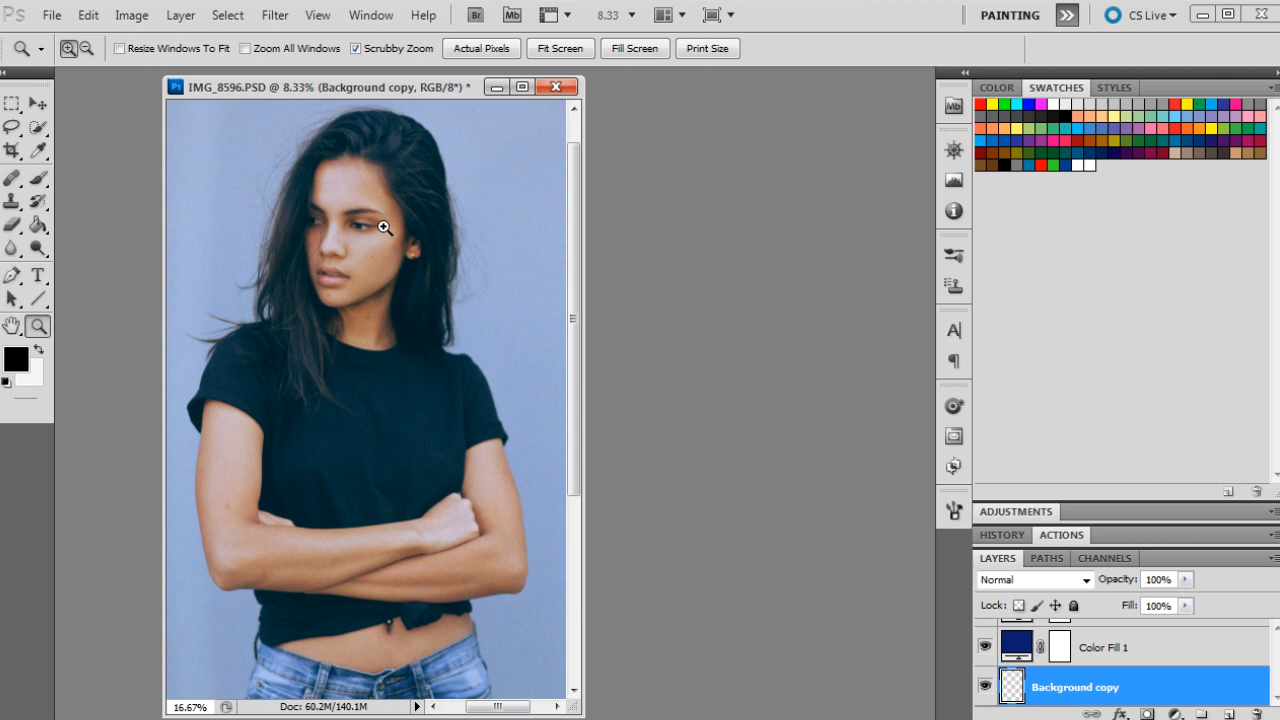 Ps File Edit Image Layer Select Filter View Window Help Br Mb 8.33 PAINTING CS Live
Resize Windows To Fit Zoom All Windows Scrubby Zoom Actual Pixels Fit Screen Fill Screen Print Size
Ps IMG_8596.PSD @ 8.33% (Background copy, RGB/8*) *
COLOR SWATCHES STYLES
Mb
T
A
ADJUSTMENTS
HISTORY ACTIONS
LAYERS PATHS CHANNELS
Normal Opacity: 100%
Lock: Fill: 100%
Color Fill 1
Background copy
16.67% Doc: 60.2M/140.1M
fx